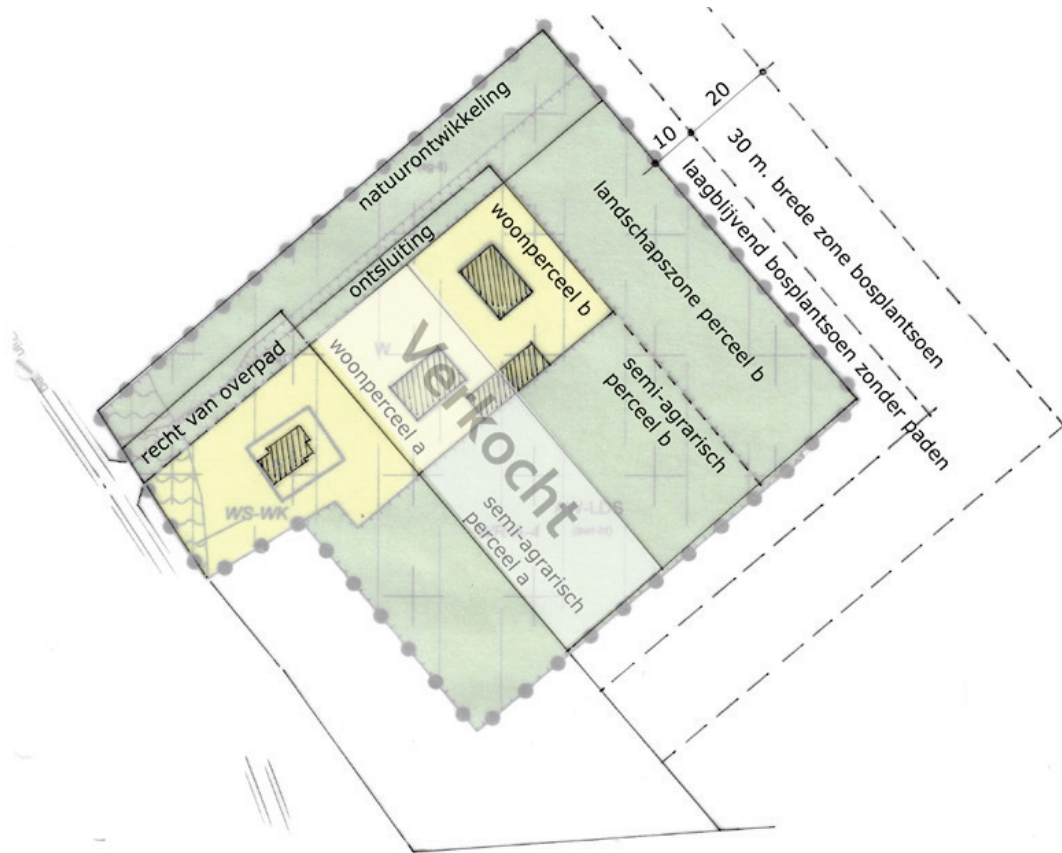 natuurontwikkeling
20
10
30 m. brede zone bosplantsoen
laagblijvend bosplantsoen zonder paden
landschapszone perceel b
ontsluiting
woonperceel b
recht van overpad
woonperceel a
Verkocht
semi-agrarisch
perceel b
semi-agrarisch
perceel a
WS-WK
W